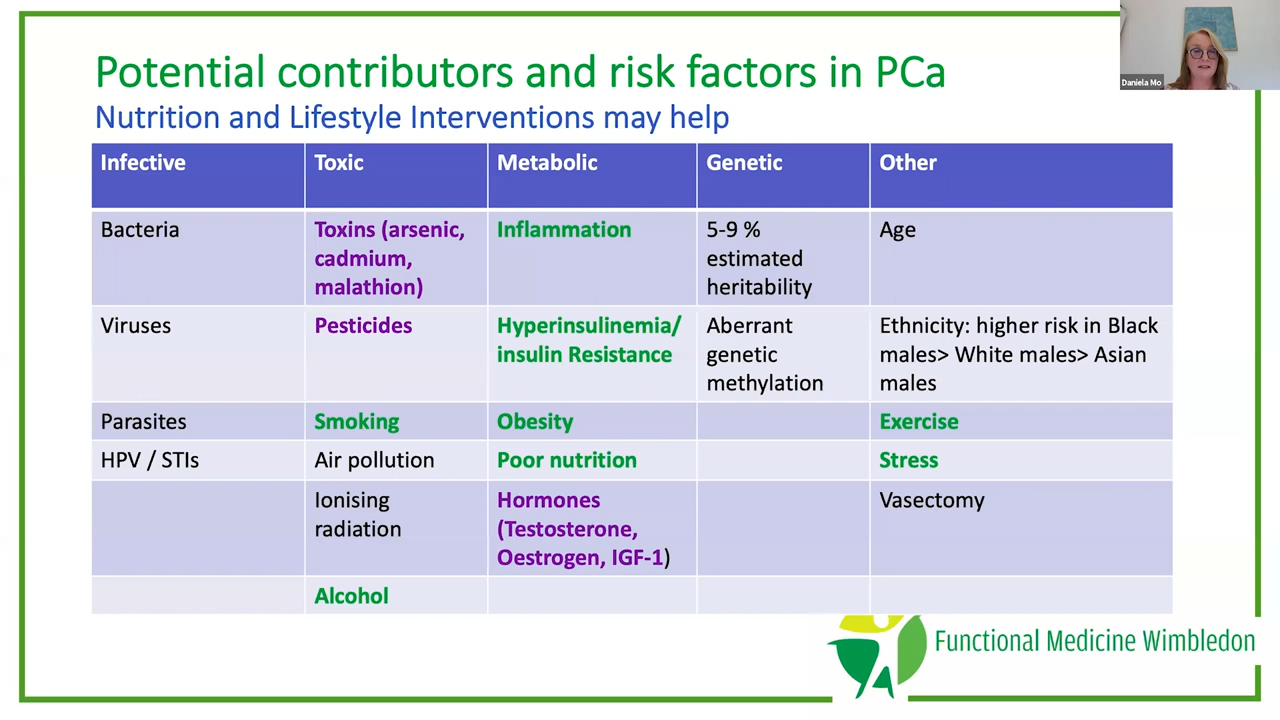 Potential contributors and risk factors in PCa
Nutrition and Lifestyle Interventions may help
Daniela Mo
Infective Toxic Metabolic Genetic Other
Bacteria
Toxins (arsenic,
cadmium,
malathion)
Inflammation
5-9 %
estimated
heritability
Age
Viruses
Pesticides
Hyperinsulinemia/
insulin Resistance
Aberrant
genetic
methylation
Ethnicity: higher risk in Black
males> White males> Asian
males
Parasites
Smoking
Obesity
Exercise
HPV / STIs
Air pollution
Poor nutrition
Stress
Ionising
radiation
Hormones
(Testosterone,
Oestrogen, IGF-1)
Vasectomy
Alcohol
Functional Medicine Wimbledon